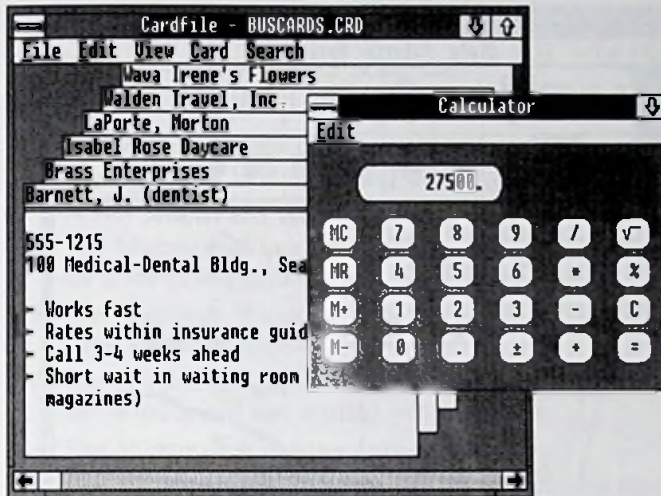 Cardfile - BUSCARDS.CRD
File Edit View Card Search
Wava Irene's Flowers
Walden Travel, Inc.
LaPorte, Morton
Isabel Rose Daycare
Brass Enterprises
Barnett, J. (dentist)
555-1215
100 Medical-Dental Bldg., Sea
- Works fast
- Rates within insurance guid
- Call 3-4 weeks ahead
- Short wait in waiting room
magazines)
Calculator
Edit
27500.
MC 7 8 9 / √
MR 4 5 6 * %
M+ 1 2 3 - C
M- 0 . ± + =